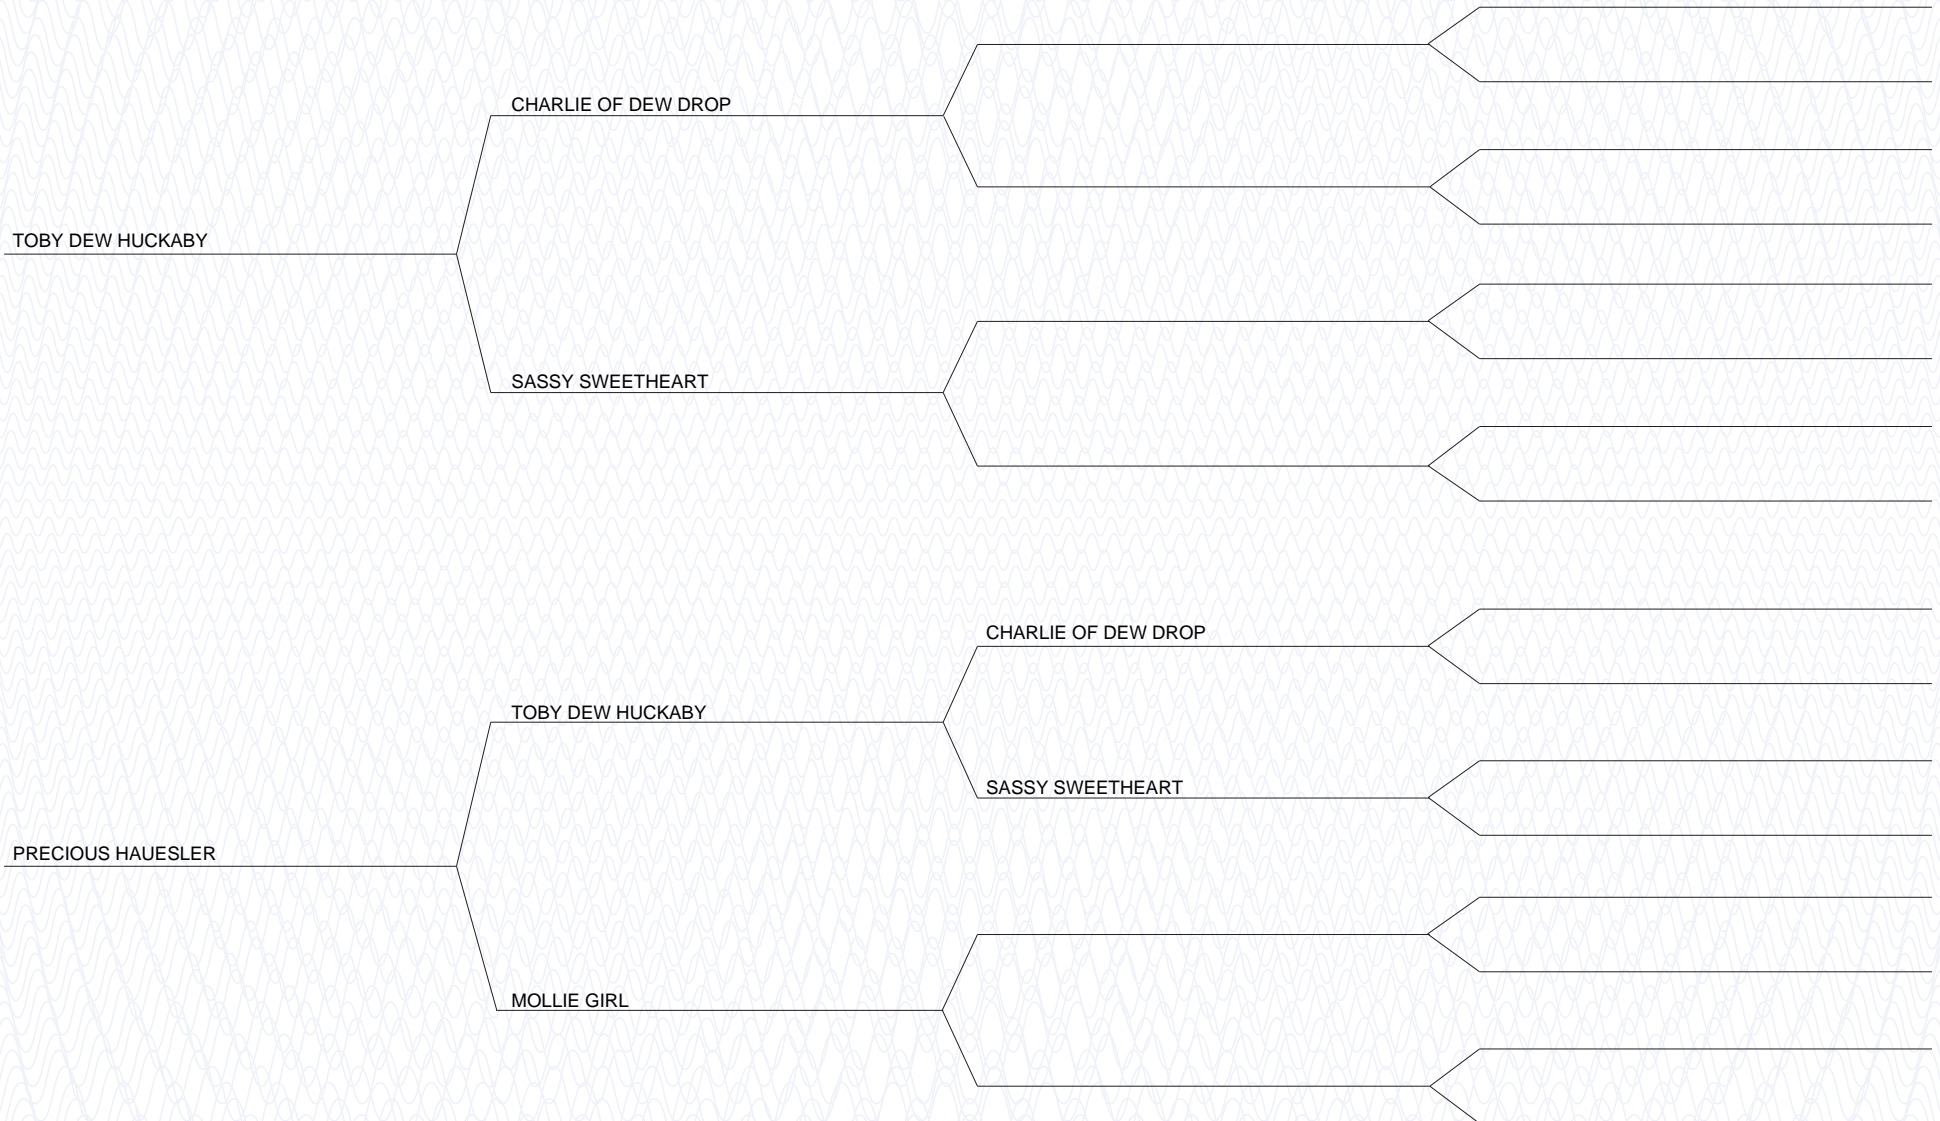 CHARLIE OF DEW DROP
TOBY DEW HUCKABY
SASSY SWEETHEART
CHARLIE OF DEW DROP
TOBY DEW HUCKABY
SASSY SWEETHEART
PRECIOUS HAUESLER
MOLLIE GIRL